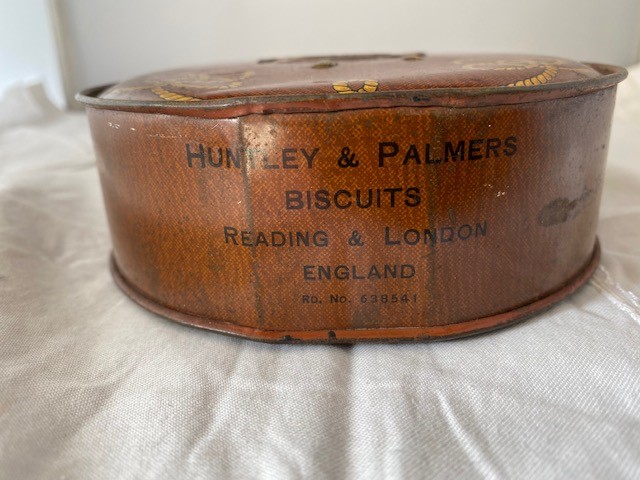 HUNTLEY & PALMERS
BISCUITS
READING & LONDON
ENGLAND
RD. NO. 638541